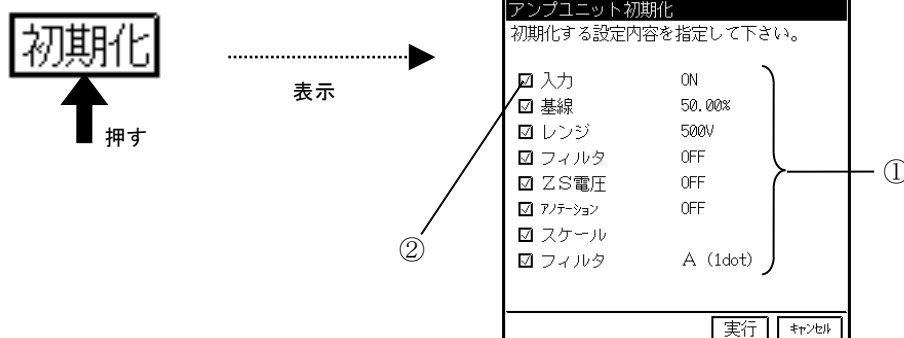 初期化
押す
表示
アンプユニット初期化
初期化する設定内容を指定して下さい。
☑ 入力 ON
☑ 基線 50.00%
☑ レンジ 500V
☑ フィルタ OFF
☑ ZS電圧 OFF
☑ ｱﾉﾃｰｼｮﾝ OFF
☑ スケール
☑ フィルタ A (1dot)
①
②
実行 ｷｬﾝｾﾙ